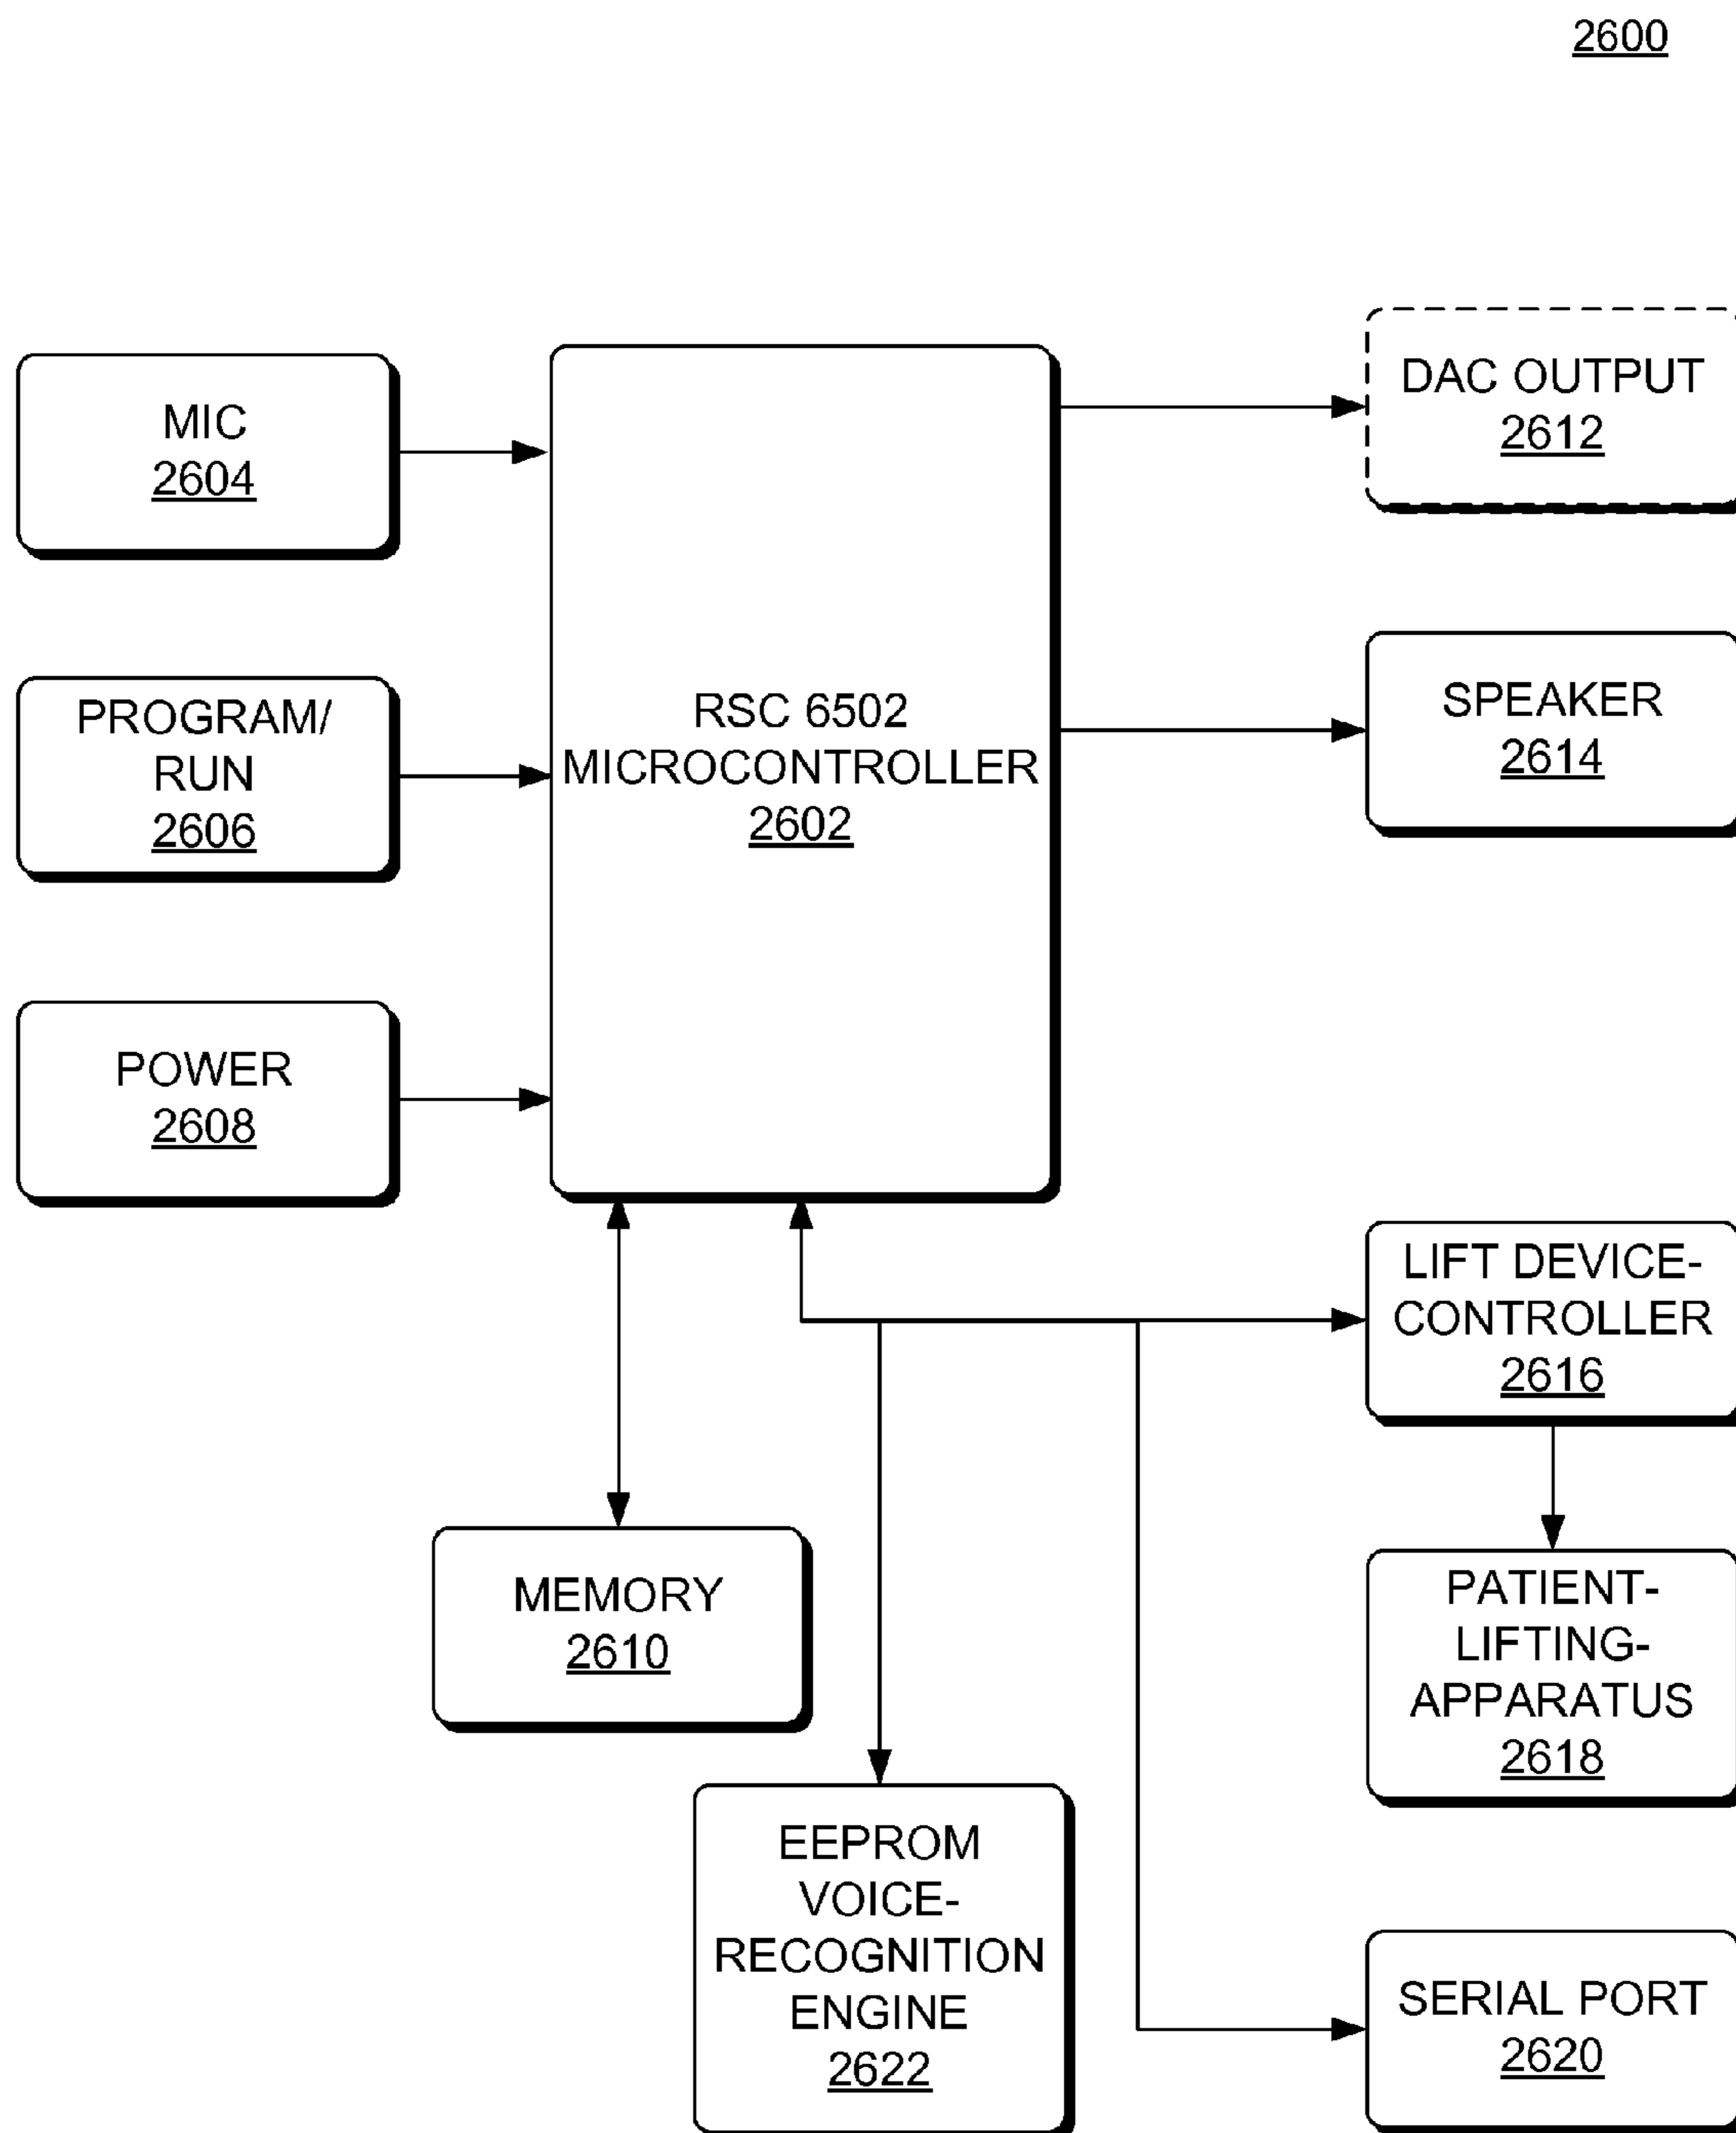 2600
MIC
2604
PROGRAM/
RUN
2606
POWER
2608
RSC 6502
MICROCONTROLLER
2602
DAC OUTPUT
2612
SPEAKER
2614
LIFT DEVICE-
CONTROLLER
2616
PATIENT-
LIFTING-
APPARATUS
2618
MEMORY
2610
EEPROM
VOICE-
RECOGNITION
ENGINE
2622
SERIAL PORT
2620